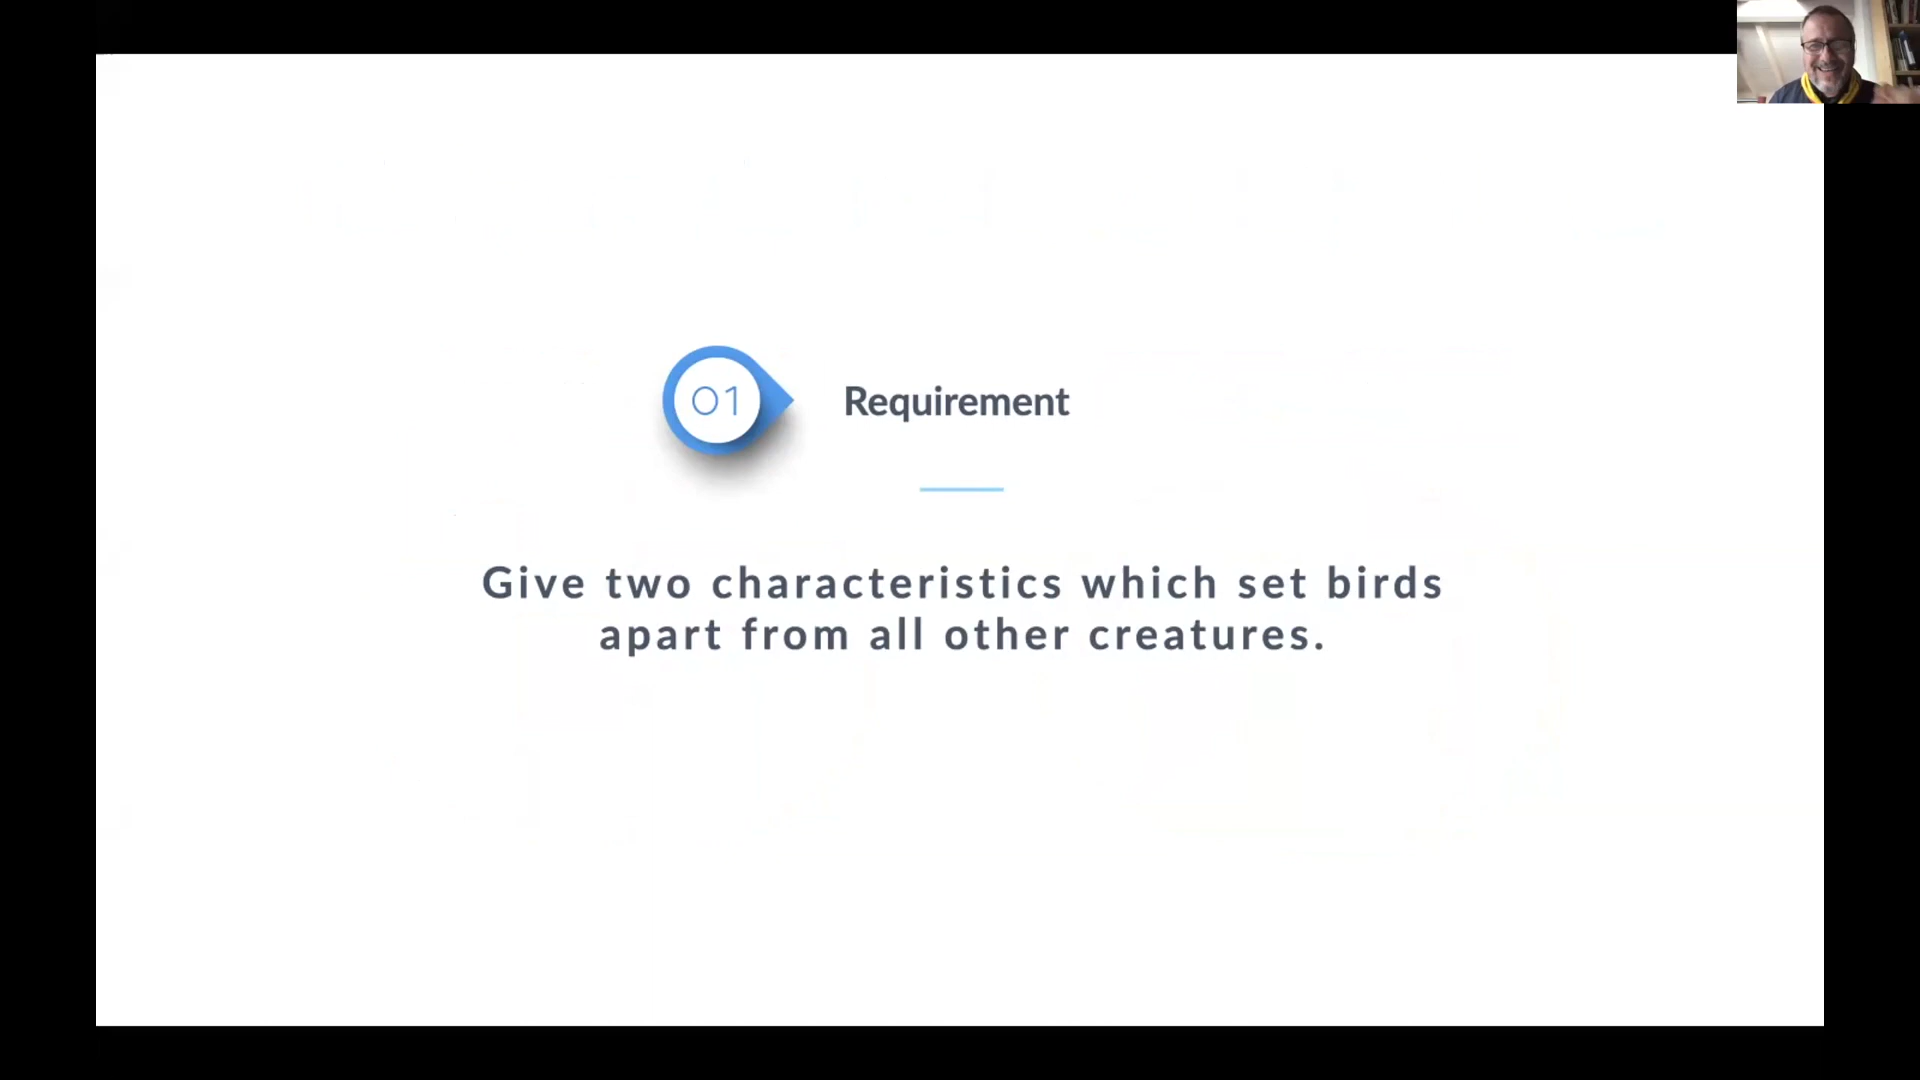 01
Requirement
Give two characteristics which set birds
apart from all other creatures.